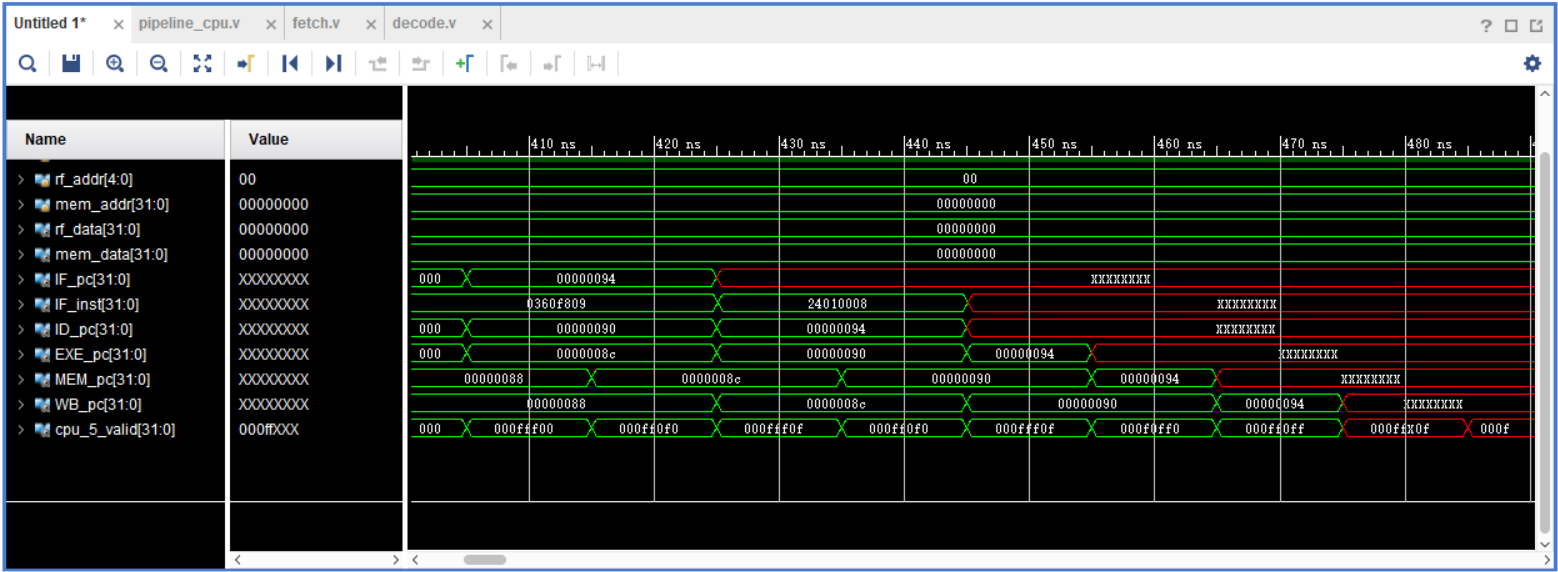 Untitled 1* × pipeline_cpu.v × fetch.v × decode.v ×
Name Value 410 ns 420 ns 430 ns 440 ns 450 ns 460 ns 470 ns 480 ns
rf_addr[4:0] 00 00
mem_addr[31:0] 00000000 00000000
rf_data[31:0] 00000000 00000000
mem_data[31:0] 00000000 00000000
IF_pc[31:0] XXXXXXXX 000 00000094 XXXXXXXX
IF_inst[31:0] XXXXXXXX 0360f809 24010008 XXXXXXXX
ID_pc[31:0] XXXXXXXX 000 00000090 00000094 XXXXXXXX
EXE_pc[31:0] XXXXXXXX 000 0000008c 00000090 00000094 XXXXXXXX
MEM_pc[31:0] XXXXXXXX 00000088 0000008c 00000090 00000094 XXXXXXXX
WB_pc[31:0] XXXXXXXX 00000088 0000008c 00000090 00000094 XXXXXXXX
cpu_5_valid[31:0] 000ffXXX 000 000fff00 000ff0f0 000fff0f 000ff0f0 000fff0f 000f0ff0 000ff0ff 000ffX0f 000f